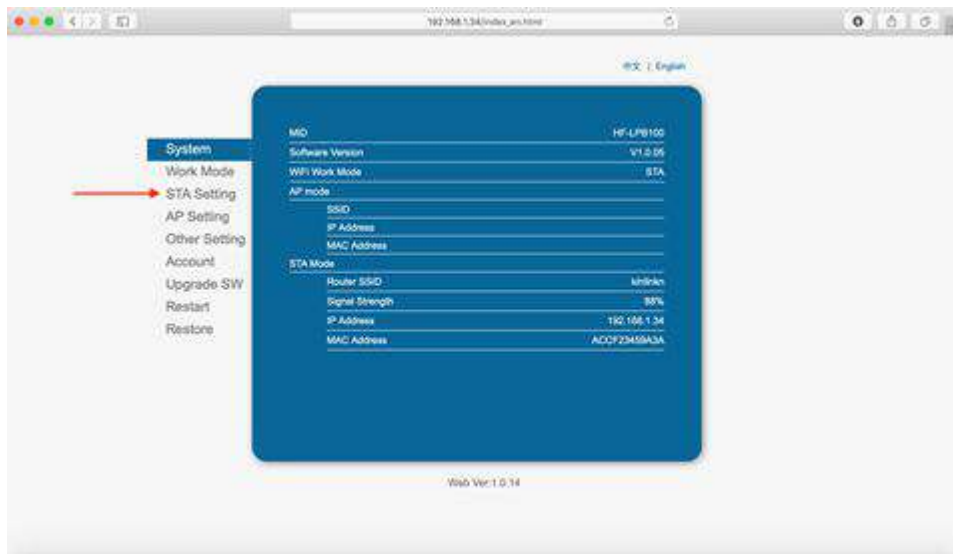 192.168.1.34/index_en.html
中文 | English
System
Work Mode
STA Setting
AP Setting
Other Setting
Account
Upgrade SW
Restart
Restore
MID HF-LPB100
Software Version V1.0.05
WiFi Work Mode STA
AP mode
SSID
IP Address
MAC Address
STA Mode
Router SSID
Signal Strength 88%
IP Address 192.168.1.34
MAC Address ACCF23459A3A
Web Ver:1.0.14